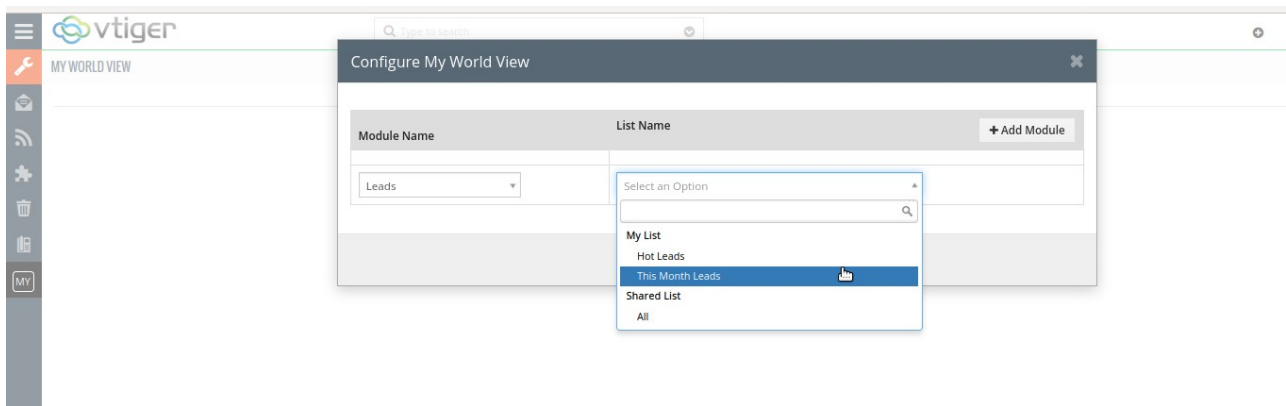 vtiger
Type to search
MY WORLD VIEW
Configure My World View
Module Name
List Name
+ Add Module
Leads
Select an Option
My List
Hot Leads
This Month Leads
Shared List
All
MY